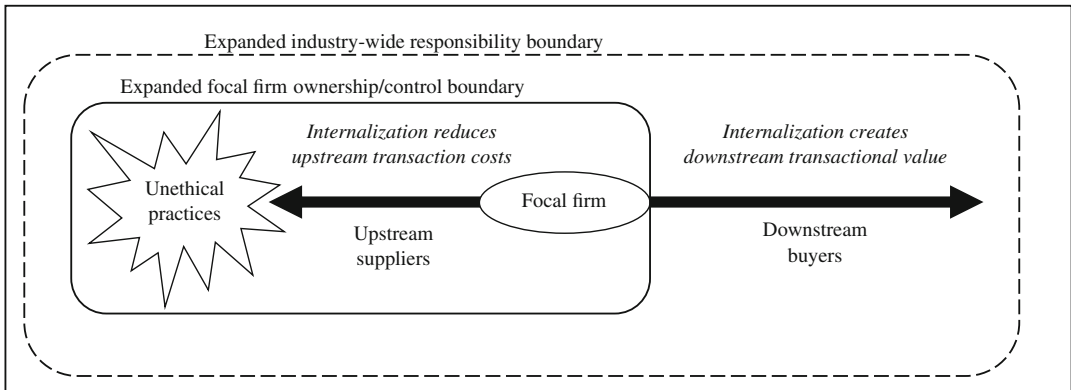 Expanded industry-wide responsibility boundary
Expanded focal firm ownership/control boundary
Internalization reduces
upstream transaction costs
Internalization creates
downstream transactional value
Unethical
practices
Focal firm
Upstream
suppliers
Downstream
buyers